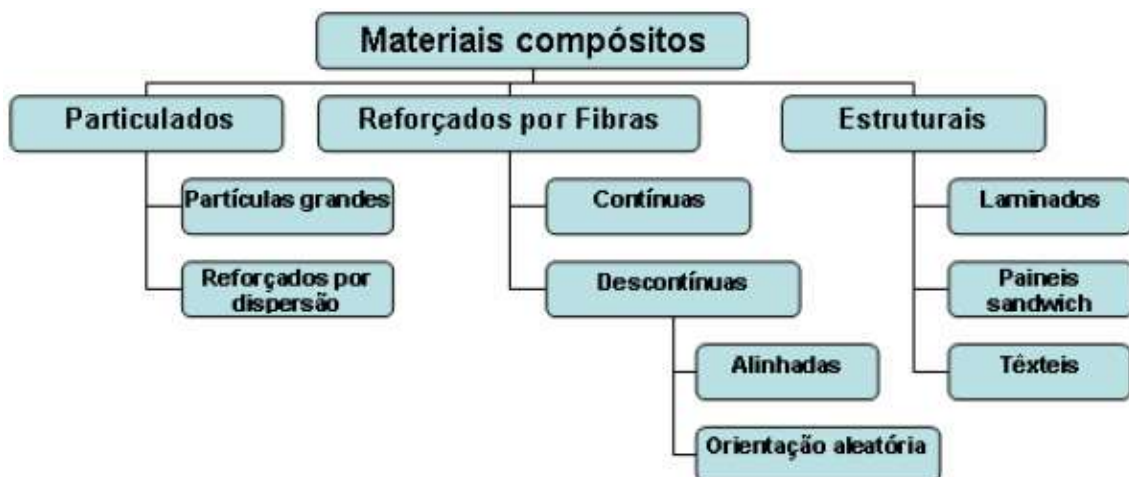 Materiais compósitos
Particulados
Reforçados por Fibras
Estruturais
Partículas grandes
Contínuas
Laminados
Reforçados por
dispersão
Descontínuas
Paineis
sandwich
Alinhadas
Têxteis
Orientação aleatória